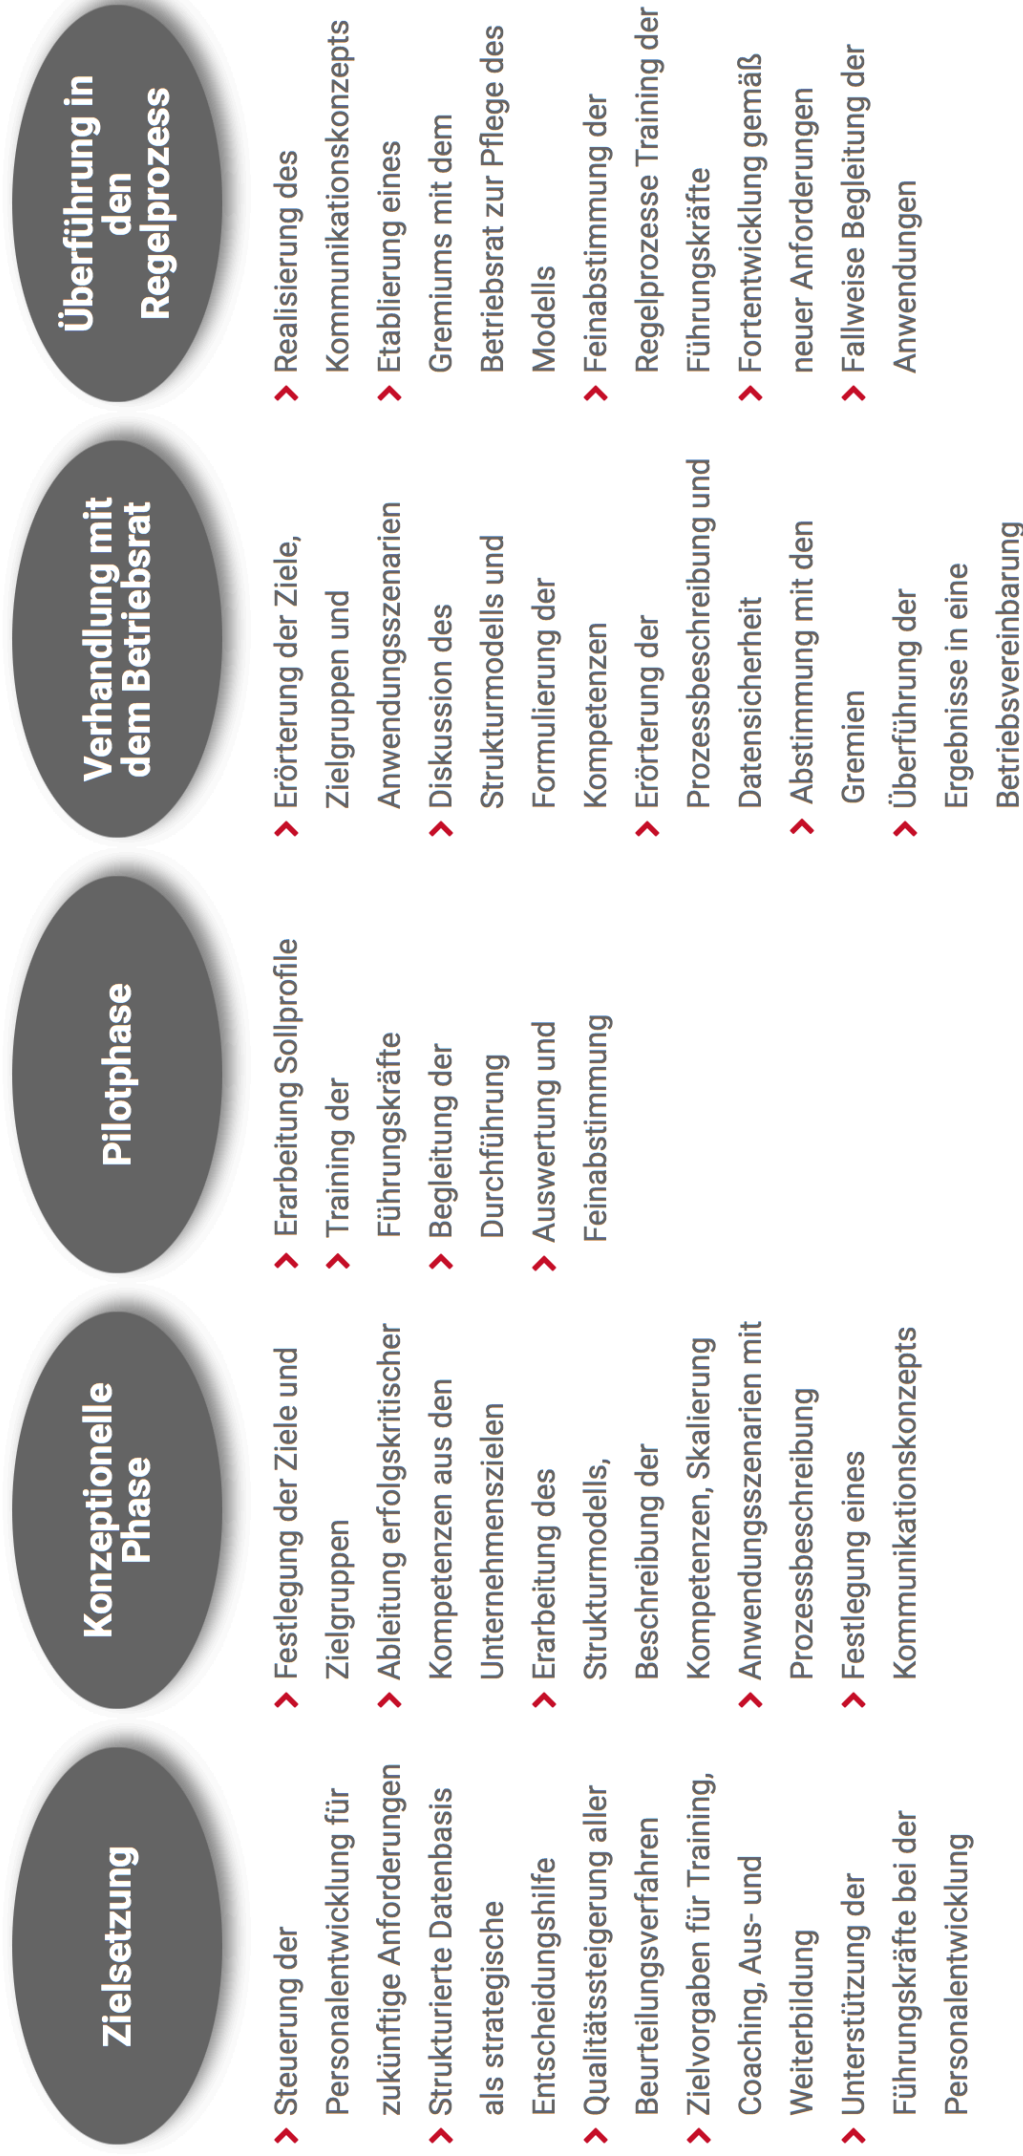 Zielsetzung
> Steuerung der
Personalentwicklung für
zukünftige Anforderungen
> Strukturierte Datenbasis
als strategische
Entscheidungshilfe
> Qualitätssteigerung aller
Beurteilungsverfahren
> Zielvorgaben für Training,
Coaching, Aus- und
Weiterbildung
> Unterstützung der
Führungskräfte bei der
Personalentwicklung
Konzeptionelle
Phase
> Festlegung der Ziele und
Zielgruppen
> Ableitung erfolgskritischer
Kompetenzen aus den
Unternehmenszielen
> Erarbeitung des
Strukturmodells,
Beschreibung der
Kompetenzen, Skalierung
> Anwendungsszenarien mit
Prozessbeschreibung
> Festlegung eines
Kommunikationskonzepts
Pilotphase
> Erarbeitung Sollprofile
> Training der
Führungskräfte
> Begleitung der
Durchführung
> Auswertung und
Feinabstimmung
Verhandlung mit
dem Betriebsrat
> Erörterung der Ziele,
Zielgruppen und
Anwendungsszenarien
> Diskussion des
Strukturmodells und
Formulierung der
Kompetenzen
> Erörterung der
Prozessbeschreibung und
Datensicherheit
> Abstimmung mit den
Gremien
> Überführung der
Ergebnisse in eine
Betriebsvereinbarung
Überführung in
den
Regelprozess
> Realisierung des
Kommunikationskonzepts
> Etablierung eines
Gremiums mit dem
Betriebsrat zur Pflege des
Modells
> Feinabstimmung der
Regelprozesse Training der
Führungskräfte
> Fortentwicklung gemäß
neuer Anforderungen
> Fallweise Begleitung der
Anwendungen